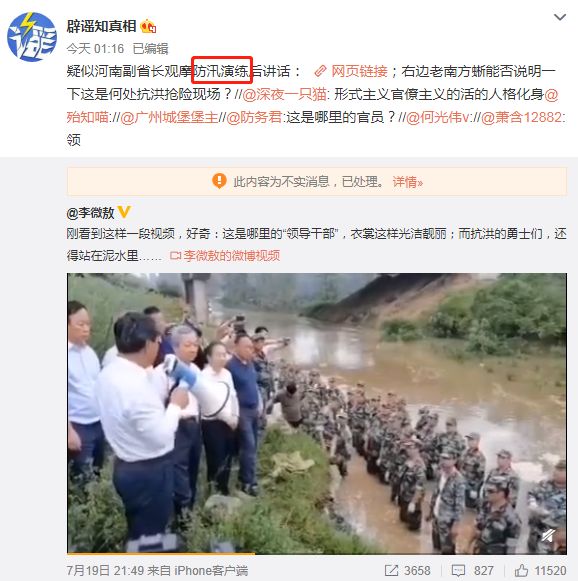 谣
辟谣知真相
今天 01:16 已编辑
疑似河南副省长观摩防汛演练后讲话： 网页链接；右边老南方蜥能否说明一
下这是何处抗洪抢险现场？//@深夜一只猫: 形式主义官僚主义的活的人格化身@
殆知喵://@广州城堡堡主://@防务君:这是哪里的官员？//@何光伟v://@萧含12882:
领
此内容为不实消息，已处理。 详情»
@李微敖
刚看到这样一段视频，好奇：这是哪里的“领导干部”，衣裳这样光洁靓丽；而抗洪的勇士们，还
得站在泥水里…… 李微敖的微博视频
7月19日 21:49 来自 iPhone客户端 3658 827 11520